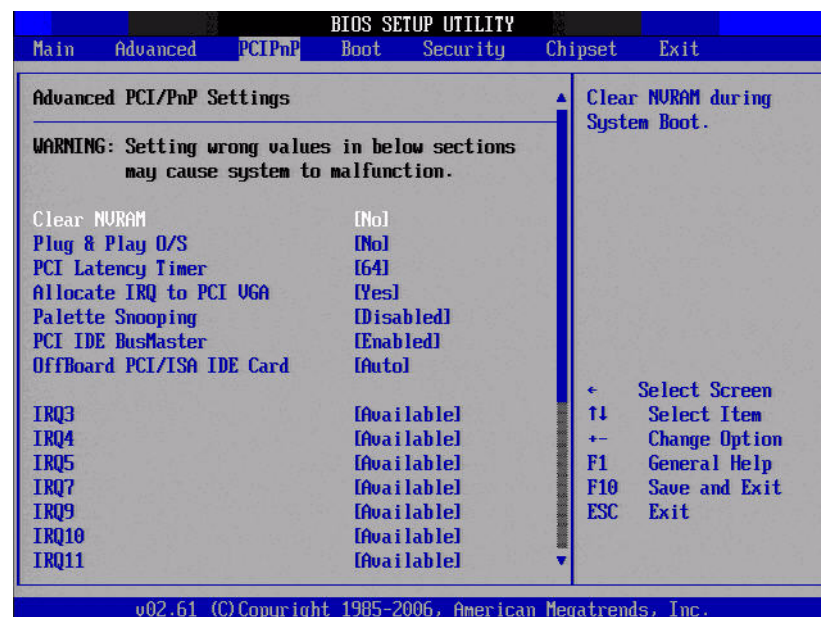 BIOS SETUP UTILITY
Main Advanced PCIPnP Boot Security Chipset Exit
Advanced PCI/PnP Settings
WARNING: Setting wrong values in below sections
may cause system to malfunction.
Clear NVRAM [No]
Plug & Play O/S [No]
PCI Latency Timer [64]
Allocate IRQ to PCI VGA [Yes]
Palette Snooping [Disabled]
PCI IDE BusMaster [Enabled]
OffBoard PCI/ISA IDE Card [Auto]
IRQ3 [Available]
IRQ4 [Available]
IRQ5 [Available]
IRQ7 [Available]
IRQ9 [Available]
IRQ10 [Available]
IRQ11 [Available]
Clear NVRAM during
System Boot.
← Select Screen
↑↓ Select Item
+- Change Option
F1 General Help
F10 Save and Exit
ESC Exit
v02.61 (C)Copyright 1985-2006, American Megatrends, Inc.